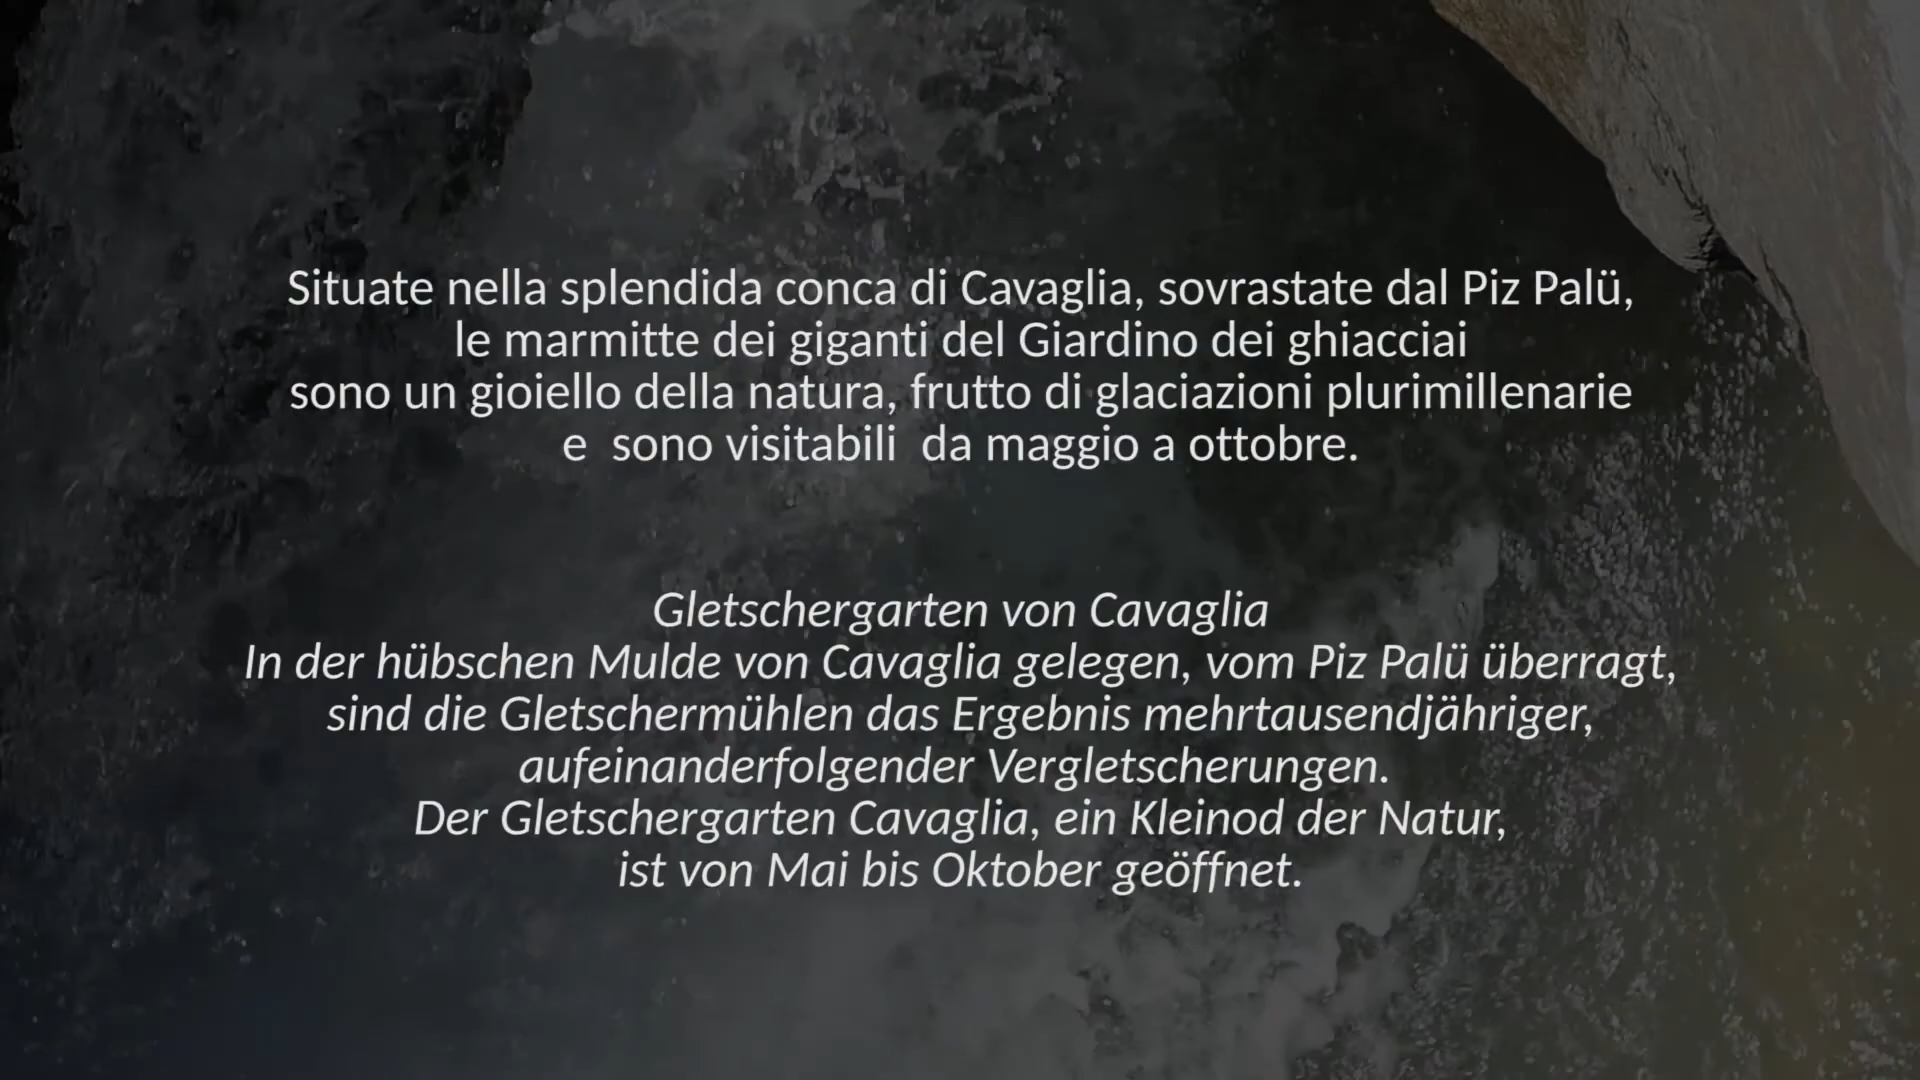 Situate nella splendida conca di Cavaglia, sovrastate dal Piz Palü,
le marmitte dei giganti del Giardino dei ghiacciai
sono un gioiello della natura, frutto di glaciazioni plurimillenarie
e  sono visitabili  da maggio a ottobre.
Gletschergarten von Cavaglia
In der hübschen Mulde von Cavaglia gelegen, vom Piz Palü überragt,
sind die Gletschermühlen das Ergebnis mehrtausendjähriger,
aufeinanderfolgender Vergletscherungen.
Der Gletschergarten Cavaglia, ein Kleinod der Natur,
ist von Mai bis Oktober geöffnet.